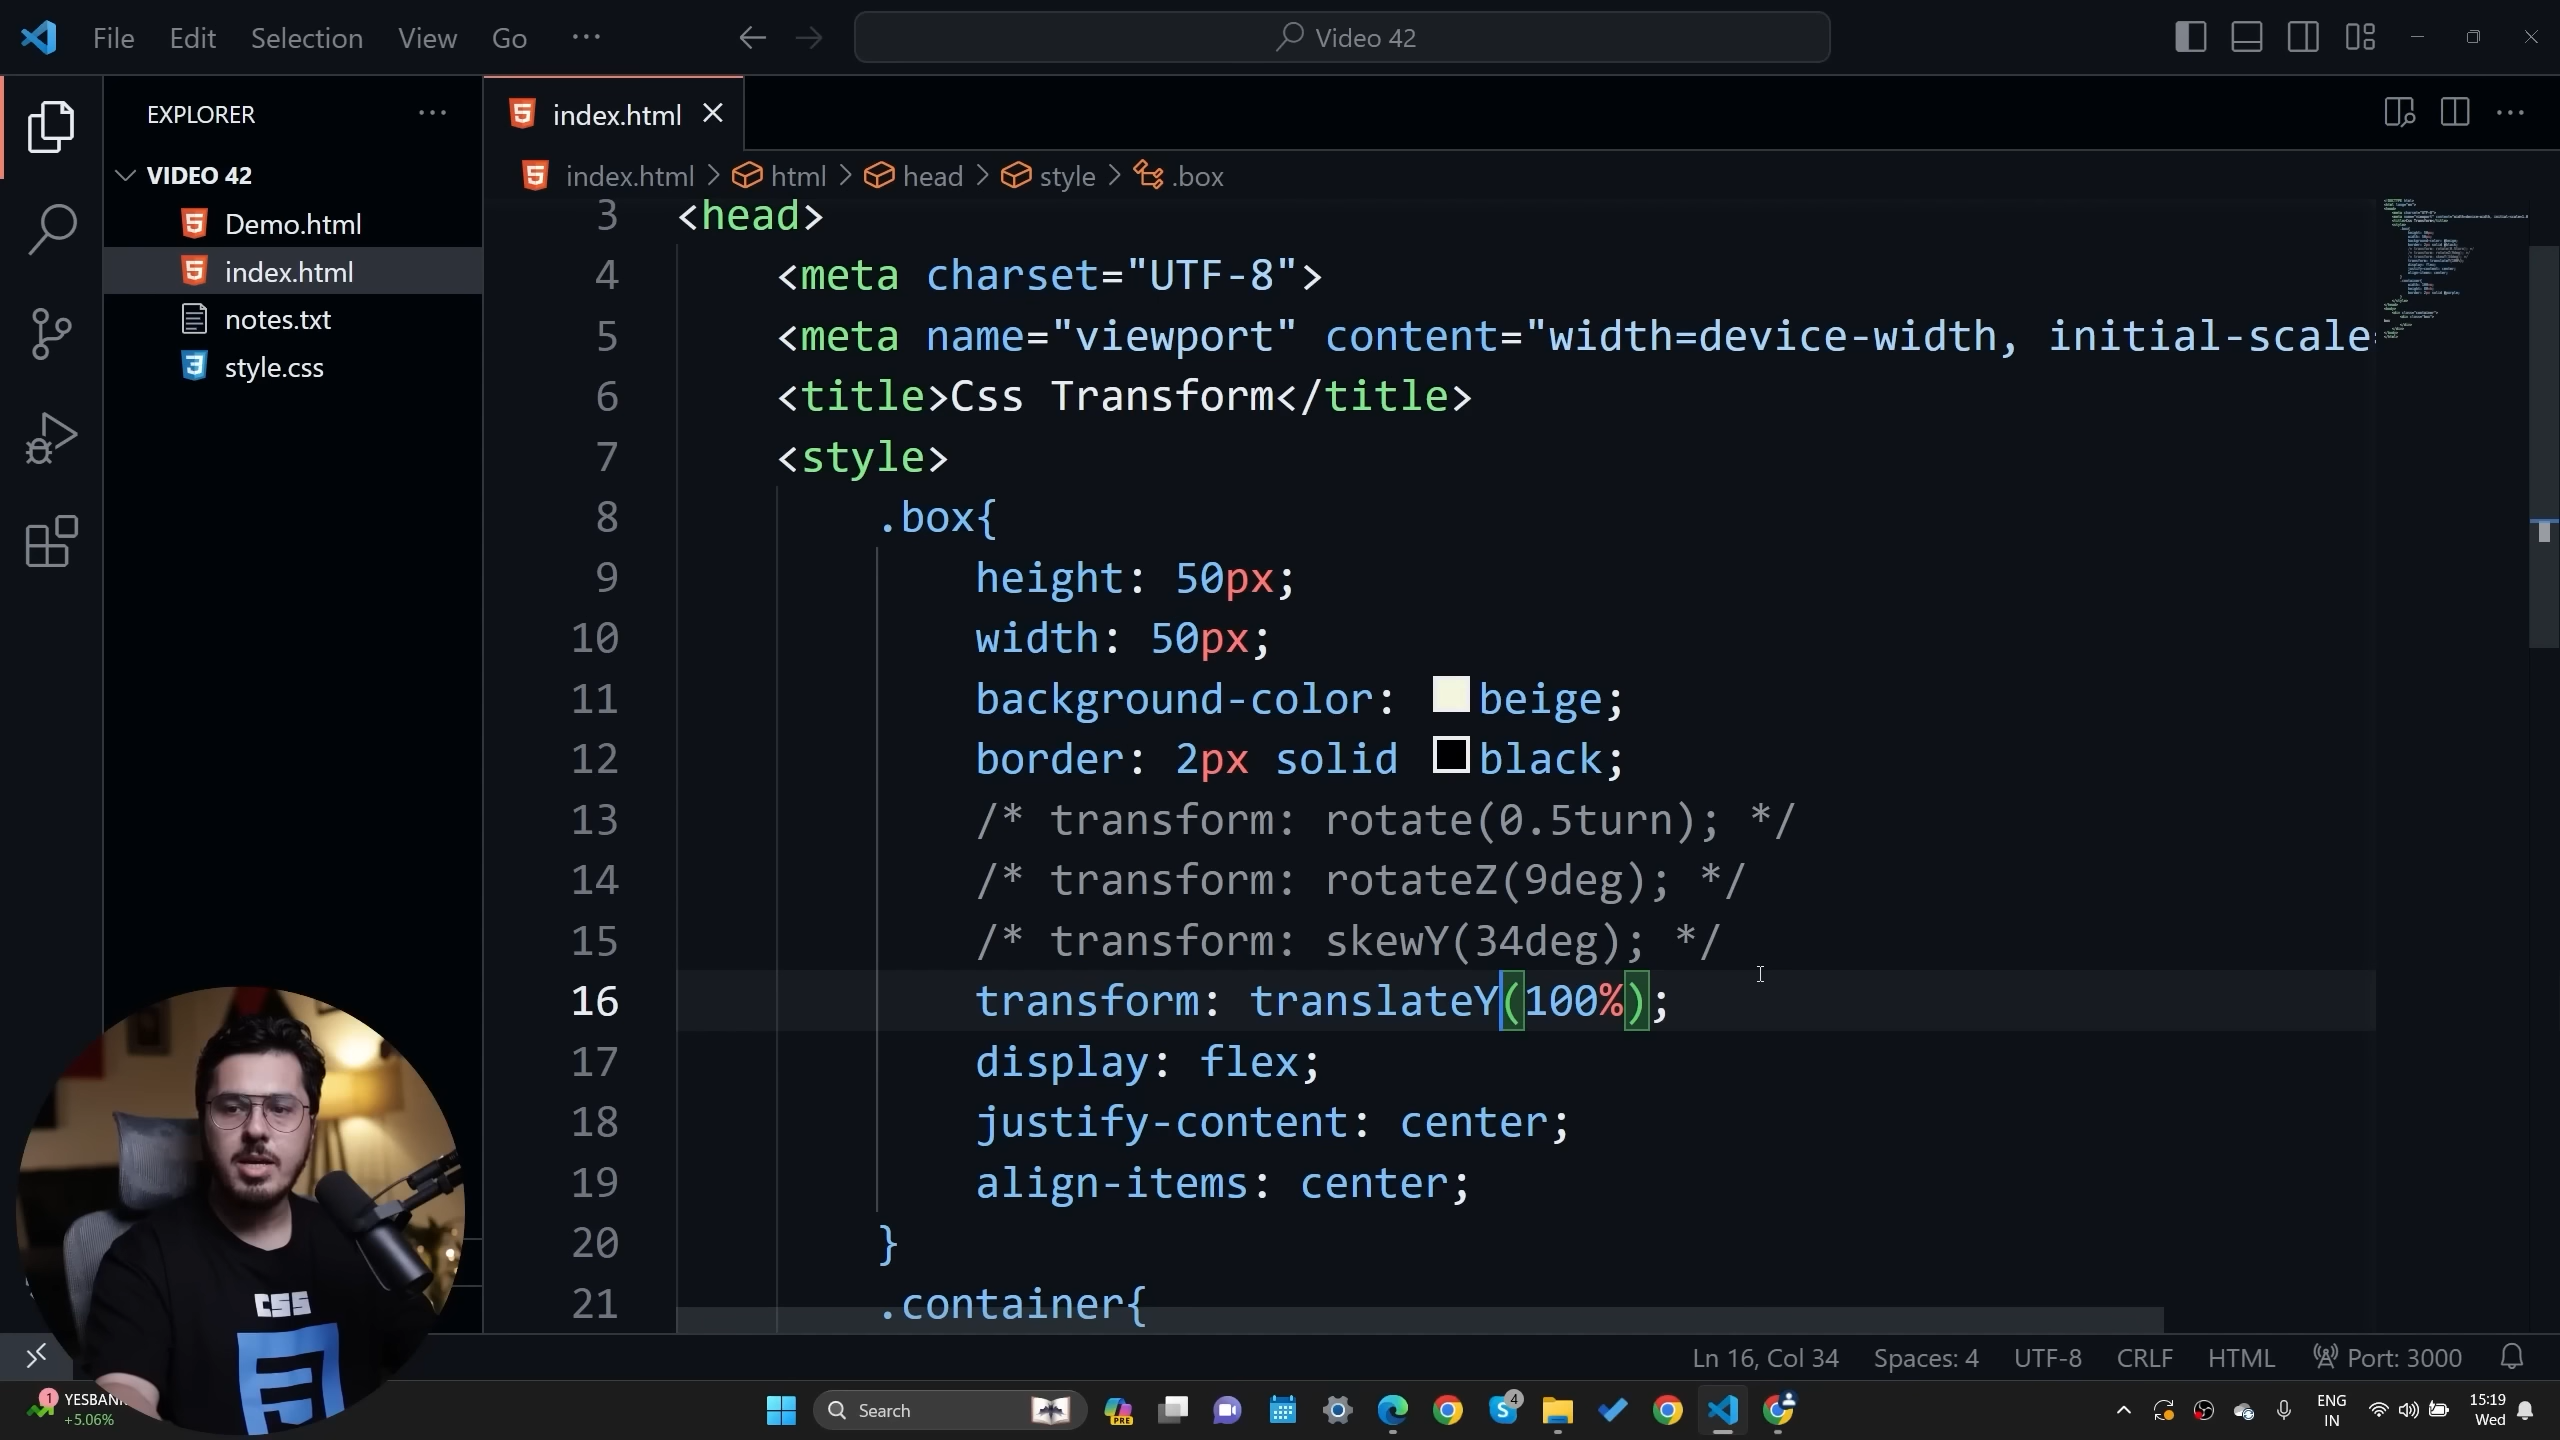 File Edit Selection View Go ··· Video 42
EXPLORER ···
VIDEO 42
Demo.html
index.html
notes.txt
style.css
index.html
index.html > html > head > style > .box
3 <head>
4 <meta charset="UTF-8">
5 <meta name="viewport" content="width=device-width, initial-scale=
6 <title>Css Transform</title>
7 <style>
8 .box{
9 height: 50px;
10 width: 50px;
11 background-color: beige;
12 border: 2px solid black;
13 /* transform: rotate(0.5turn); */
14 /* transform: rotateZ(9deg); */
15 /* transform: skewY(34deg); */
16 transform: translateY(100%);
17 display: flex;
18 justify-content: center;
19 align-items: center;
20 }
21 .container{
CSS
Ln 16, Col 34 Spaces: 4 UTF-8 CRLF HTML Port: 3000
1 YESBANK
+5.06%
Search
PRE
4
ENG
IN
15:19
Wed